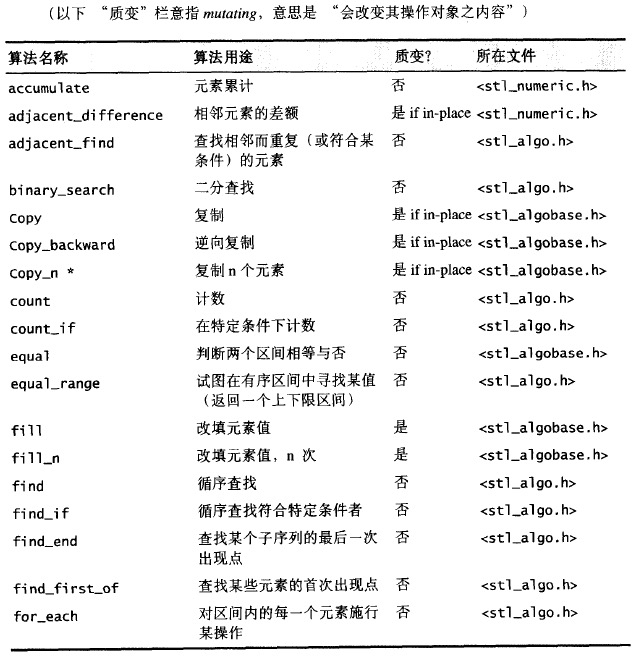 （以下 “质变”栏意指 mutating，意思是 “会改变其操作对象之内容”）
算法名称 算法用途 质变？ 所在文件
accumulate 元素累计 否 <stl_numeric.h>
adjacent_difference 相邻元素的差额 是 if in-place <stl_numeric.h>
adjacent_find 查找相邻而重复（或符合某 否 <stl_algo.h>
条件）的元素
binary_search 二分查找 否 <stl_algo.h>
Copy 复制 是 if in-place <stl_algobase.h>
Copy_backward 逆向复制 是 if in-place <stl_algobase.h>
Copy_n * 复制 n 个元素 是 if in-place <stl_algobase.h>
count 计数 否 <stl_algo.h>
count_if 在特定条件下计数 否 <stl_algo.h>
equal 判断两个区间相等与否 否 <stl_algobase.h>
equal_range 试图在有序区间中寻找某值 否 <stl_algo.h>
（返回一个上下限区间）
fill 改填元素值 是 <stl_algobase.h>
fill_n 改填元素值，n 次 是 <stl_algobase.h>
find 循序查找 否 <stl_algo.h>
find_if 循序查找符合特定条件者 否 <stl_algo.h>
find_end 查找某个子序列的最后一次 否 <stl_algo.h>
出现点
find_first_of 查找某些元素的首次出现点 否 <stl_algo.h>
for_each 对区间内的每一个元素施行 否 <stl_algo.h>
某操作